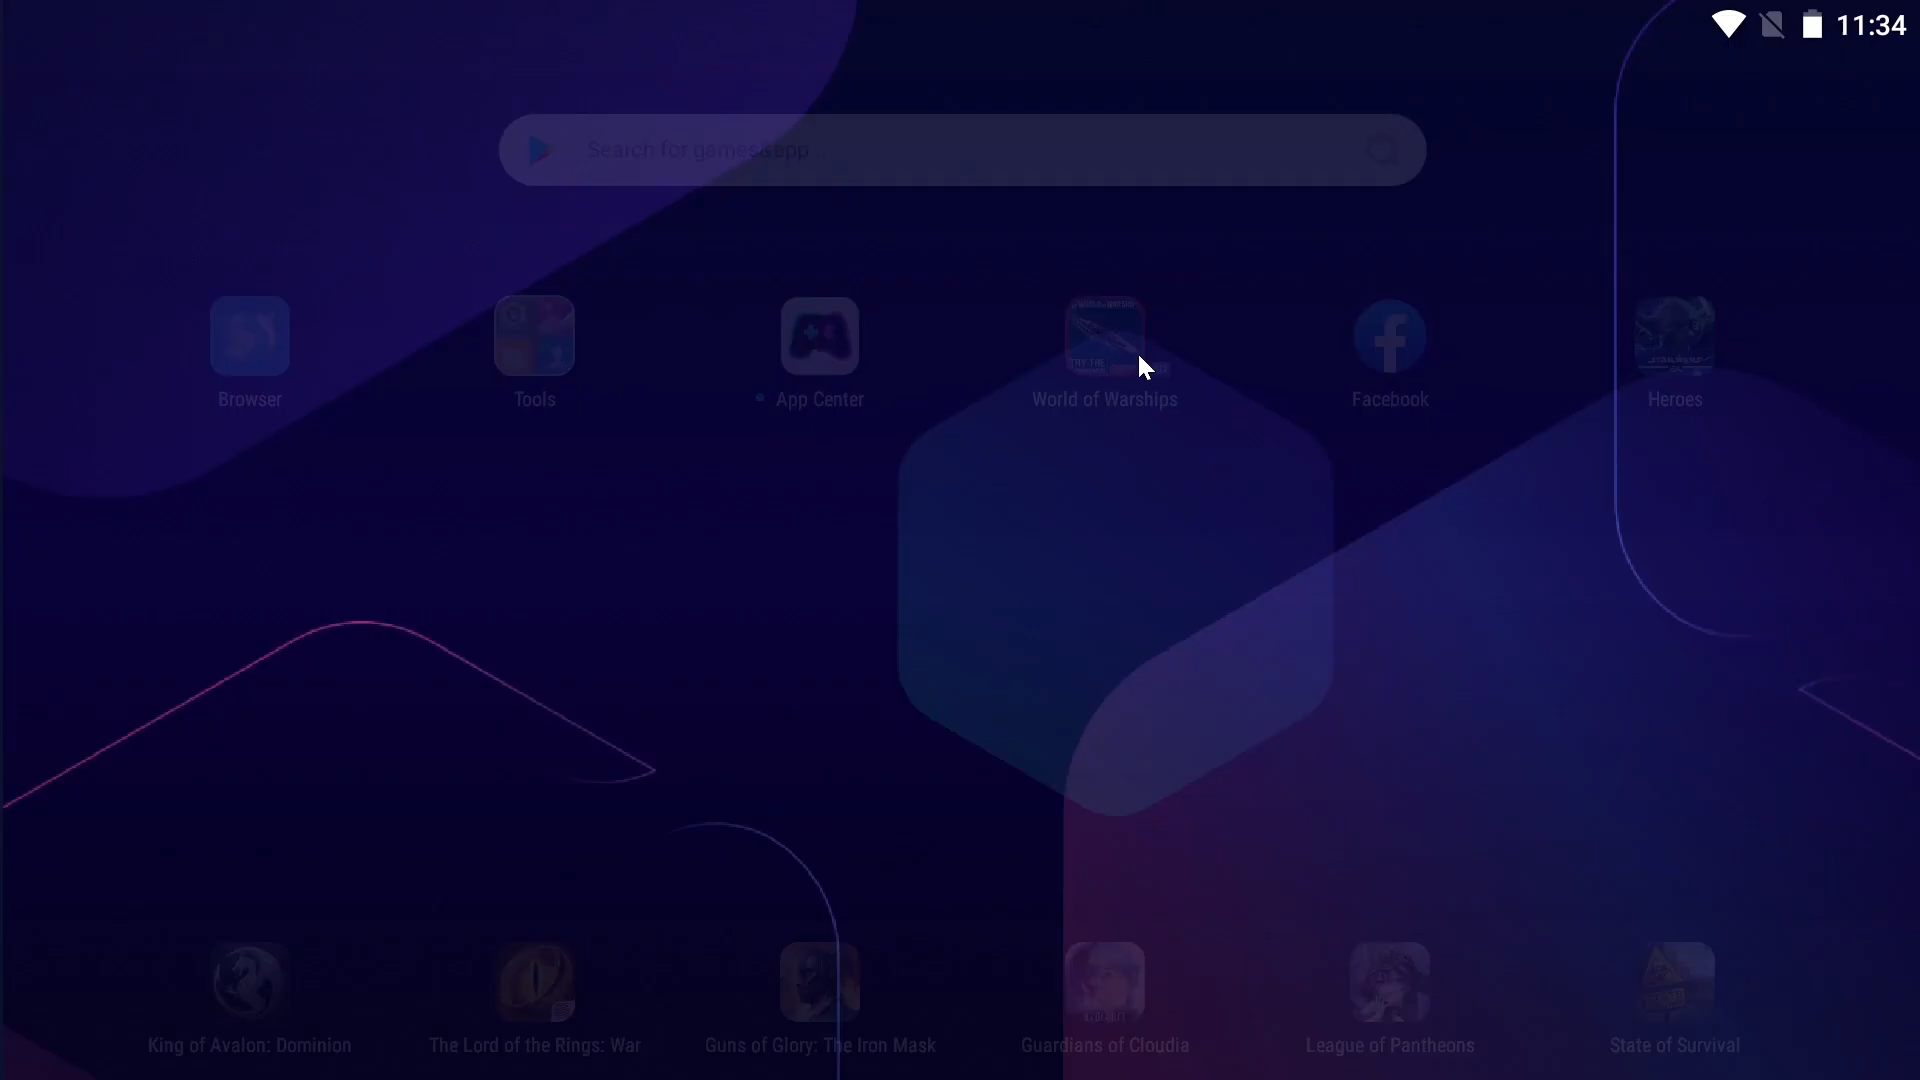 11:34
Search for games&app
Browser
Tools
App Center
World of Warships
Facebook
Heroes
King of Avalon: Dominion
The Lord of the Rings: War
Guns of Glory: The Iron Mask
Guardians of Cloudia
League of Pantheons
State of Survival